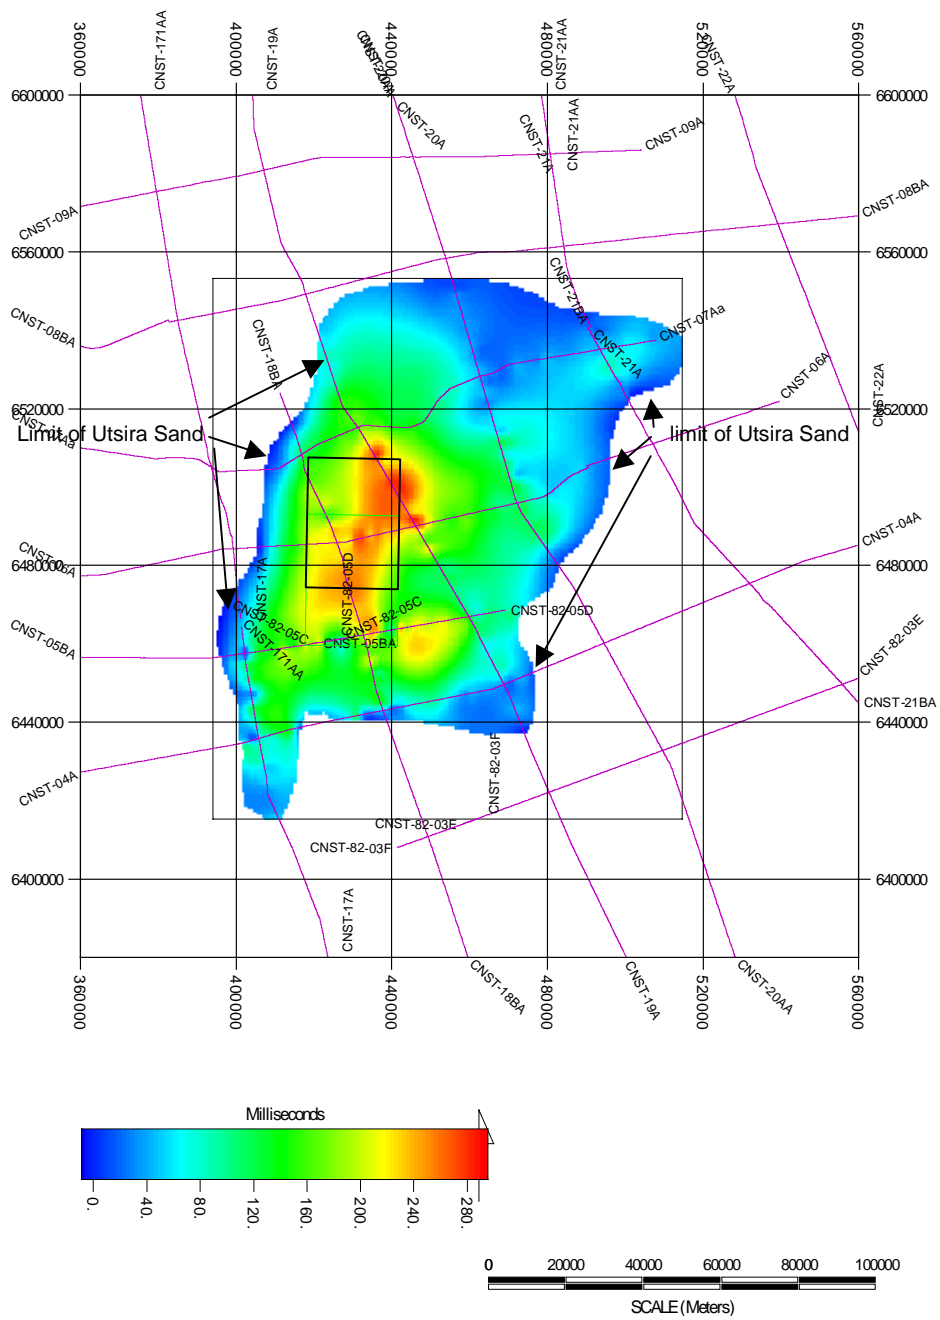 360000
CNST-171AA
400000
CNST-19A
440000
CNST-21AA
480000
CNST-22A
520000
560000
6600000
6600000
CNST-20A
CNST-21A
CNST-21AA
CNST-09A
CNST-09A
CNST-08BA
6560000
6560000
CNST-21BA
CNST-08BA
CNST-18BA
CNST-07Aa
CNST-21A
CNST-06A
CNST-22A
6520000
6520000
Limit of Utsira Sand
limit of Utsira Sand
CNST-04A
CNST-06A
6480000
6480000
CNST-17A
CNST-82-05D
CNST-82-05C
CNST-82-05C
CNST-82-05D
CNST-05BA
CNST-05BA
CNST-171AA
CNST-82-03E
CNST-21BA
6440000
6440000
CNST-04A
CNST-82-03F
CNST-82-03E
CNST-82-03F
6400000
6400000
CNST-17A
CNST-18BA
CNST-19A
CNST-20AA
360000
400000
440000
480000
520000
560000
Milliseconds
0.
40.
80.
120.
160.
200.
240.
280.
0
20000
40000
60000
80000
100000
SCALE (Meters)